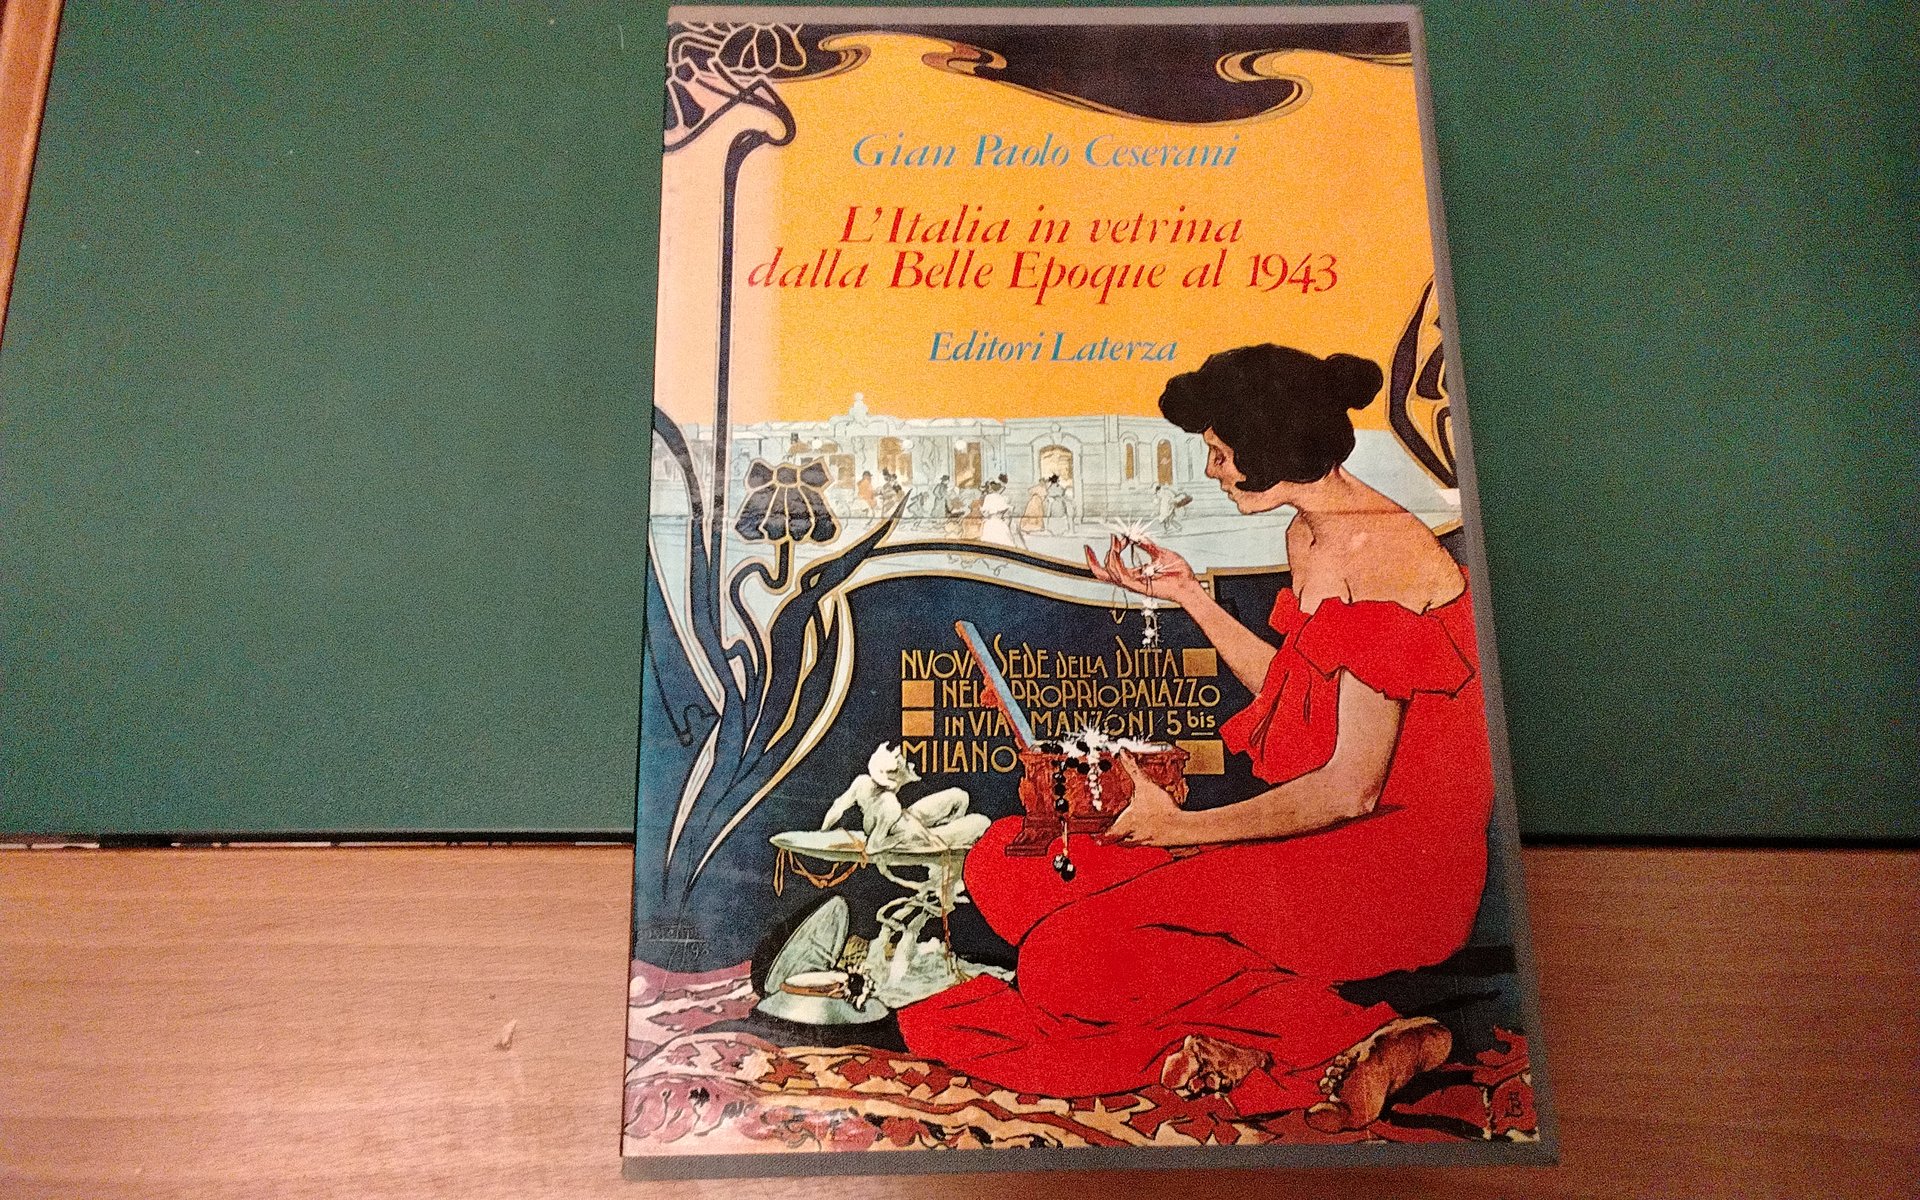 Gian Paolo Ceserani
L'Italia in vetrina
dalla Belle Epoque al 1943
Editori Laterza
NUOVA SEDE DELLA DITTA
NEL PROPRIO PALAZZO
IN VIA MANZONI 5 bis
MILANO